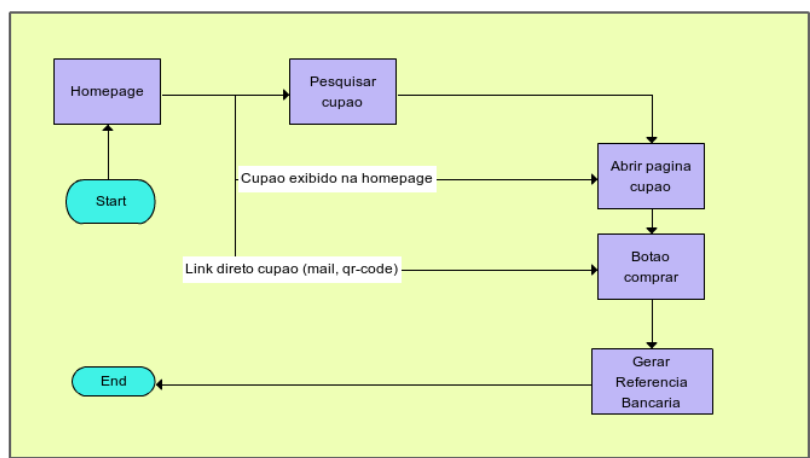 Homepage
Pesquisar
cupao
Abrir pagina
cupao
Cupao exibido na homepage
Start
Link direto cupao (mail, qr-code)
Botao
comprar
Gerar
Referencia
Bancaria
End